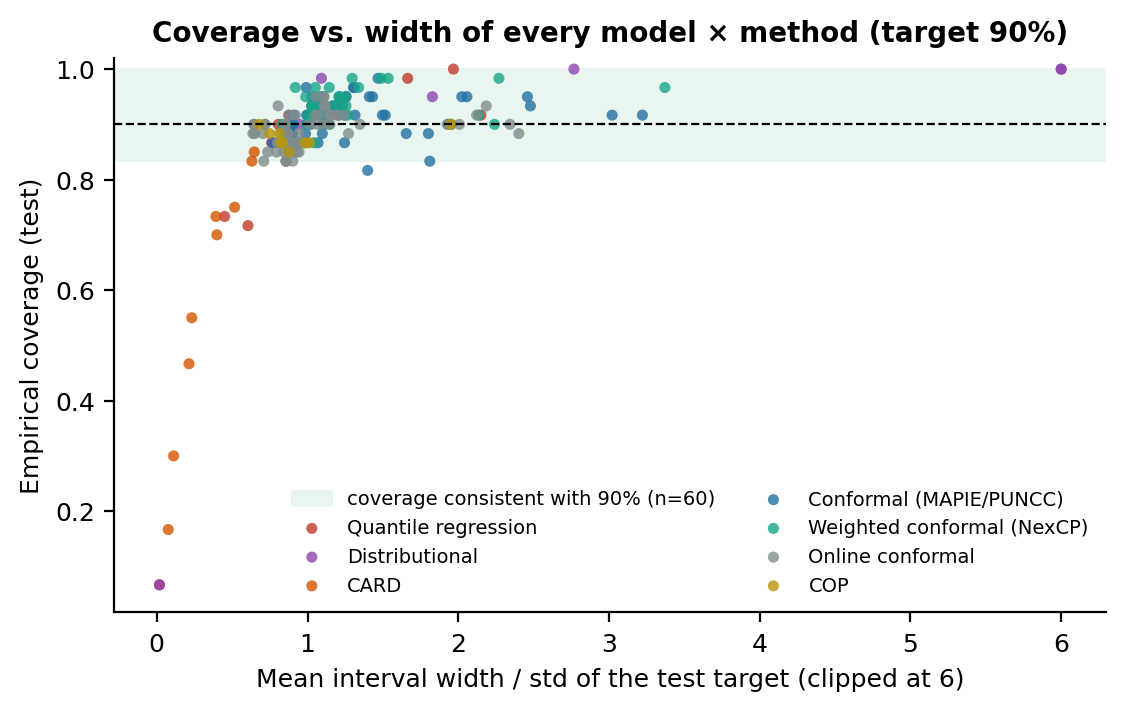 Coverage vs. width of every model × method (target 90%)
Empirical coverage (test)
1.0
0.8
0.6
0.4
0.2
coverage consistent with 90% (n=60)
Quantile regression
Distributional
CARD
Conformal (MAPIE/PUNCC)
Weighted conformal (NexCP)
Online conformal
COP
0 1 2 3 4 5 6
Mean interval width / std of the test target (clipped at 6)